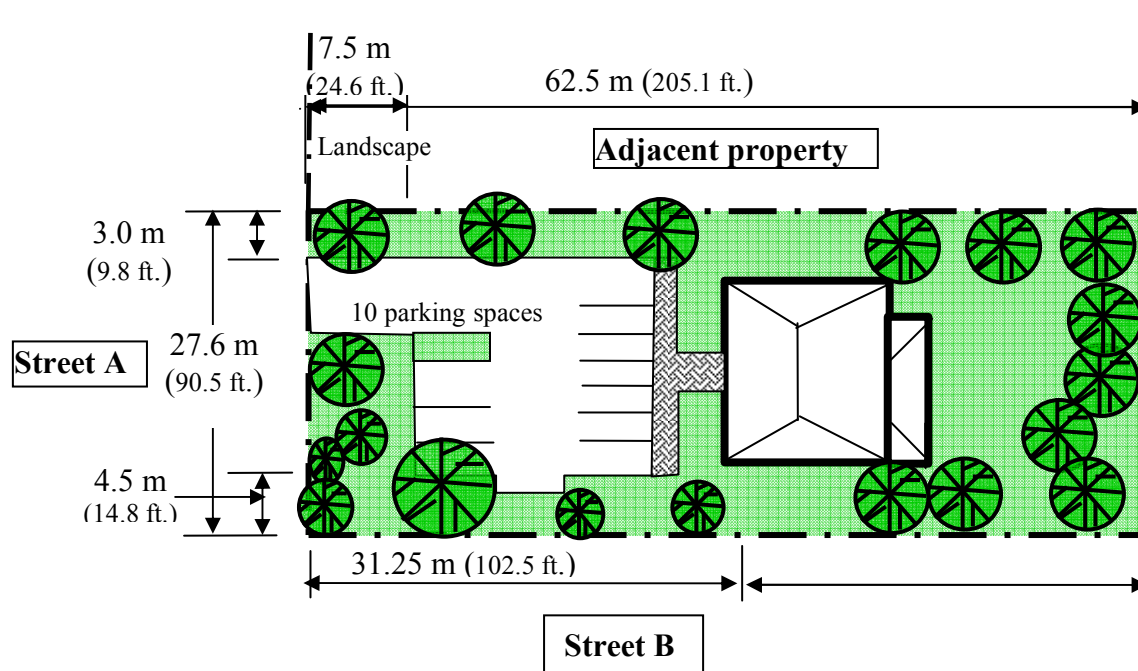 7.5 m
(24.6 ft.)
62.5 m (205.1 ft.)
Landscape
Adjacent property
3.0 m
(9.8 ft.)
10 parking spaces
Street A
27.6 m
(90.5 ft.)
4.5 m
(14.8 ft.)
31.25 m (102.5 ft.)
Street B